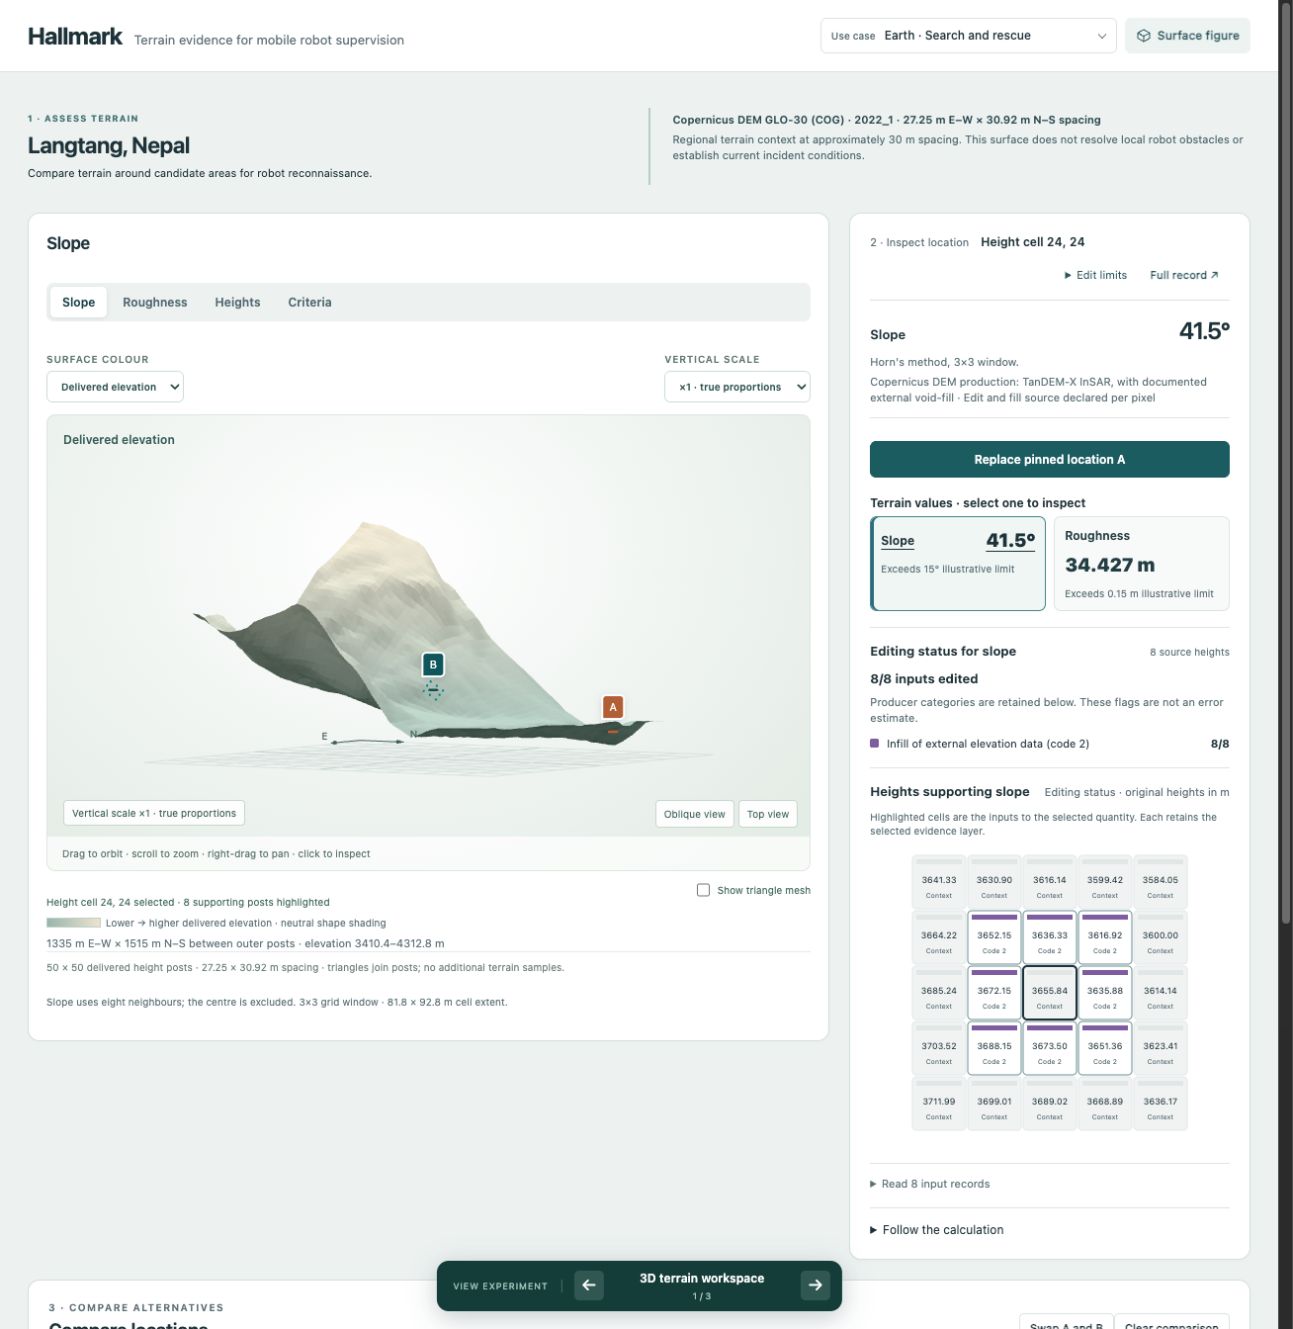 Hallmark Terrain evidence for mobile robot supervision
Use case Earth · Search and rescue
Surface figure
1 · ASSESS TERRAIN
Langtang, Nepal
Compare terrain around candidate areas for robot reconnaissance.
Copernicus DEM GLO-30 (COG) · 2022_1 · 27.25 m E–W × 30.92 m N–S spacing
Regional terrain context at approximately 30 m spacing. This surface does not resolve local robot obstacles or
establish current incident conditions.
Slope
Slope Roughness Heights Criteria
SURFACE COLOUR
Delivered elevation
VERTICAL SCALE
×1 · true proportions
Delivered elevation
B
A
E
N
Vertical scale ×1 · true proportions
Oblique view
Top view
Drag to orbit · scroll to zoom · right-drag to pan · click to inspect
Show triangle mesh
Height cell 24, 24 selected · 8 supporting posts highlighted
Lower → higher delivered elevation · neutral shape shading
1335 m E–W × 1515 m N–S between outer posts · elevation 3410.4–4312.8 m
50 × 50 delivered height posts · 27.25 × 30.92 m spacing · triangles join posts; no additional terrain samples.
Slope uses eight neighbours; the centre is excluded. 3×3 grid window · 81.8 × 92.8 m cell extent.
2 · Inspect location Height cell 24, 24
▶ Edit limits
Full record ↗
Slope 41.5°
Horn's method, 3×3 window.
Copernicus DEM production: TanDEM-X InSAR, with documented
external void-fill · Edit and fill source declared per pixel
Replace pinned location A
Terrain values · select one to inspect
Slope 41.5°
Exceeds 15° illustrative limit
Roughness
34.427 m
Exceeds 0.15 m illustrative limit
Editing status for slope 8 source heights
8/8 inputs edited
Producer categories are retained below. These flags are not an error
estimate.
Infill of external elevation data (code 2) 8/8
Heights supporting slope Editing status · original heights in m
Highlighted cells are the inputs to the selected quantity. Each retains the
selected evidence layer.
3641.33 3630.90 3616.14 3599.42 3584.05
Context Context Context Context Context
3664.22 3652.15 3636.33 3616.92 3600.00
Context Code 2 Code 2 Code 2 Context
3685.24 3672.15 3655.84 3635.88 3614.14
Context Code 2 Context Code 2 Context
3703.52 3688.15 3673.50 3651.36 3623.41
Context Code 2 Code 2 Code 2 Context
3711.99 3699.01 3689.02 3668.89 3636.17
Context Context Context Context Context
▶ Read 8 input records
▶ Follow the calculation
VIEW EXPERIMENT
←
3D terrain workspace
1 / 3
→
3 · COMPARE ALTERNATIVES
Compare locations
Swap A and B
Clear comparison